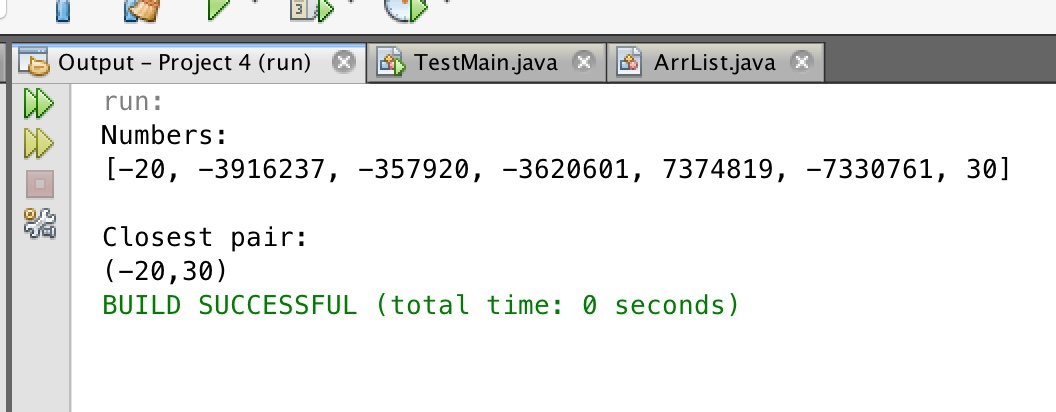 3
Output – Project 4 (run) TestMain.java ArrList.java
run:
Numbers:
[-20, -3916237, -357920, -3620601, 7374819, -7330761, 30]
Closest pair:
(-20,30)
BUILD SUCCESSFUL (total time: 0 seconds)